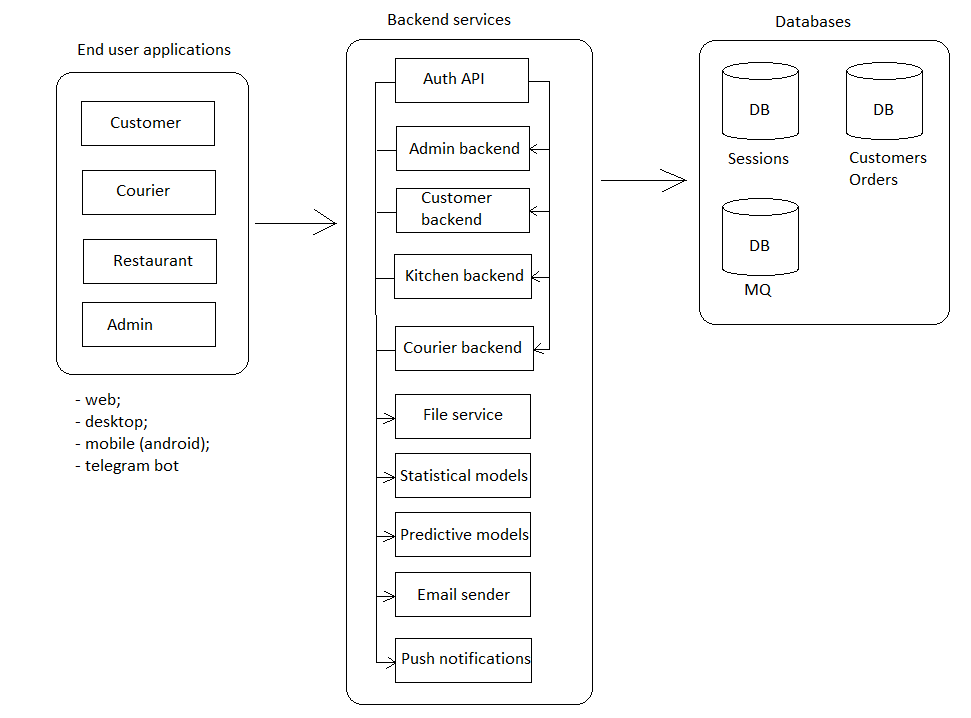 End user applications
Customer
Courier
Restaurant
Admin
- web;
- desktop;
- mobile (android);
- telegram bot
Backend services
Auth API
Admin backend
Customer
backend
Kitchen backend
Courier backend
File service
Statistical models
Predictive models
Email sender
Push notifications
Databases
DB
Sessions
DB
Customers
Orders
DB
MQ